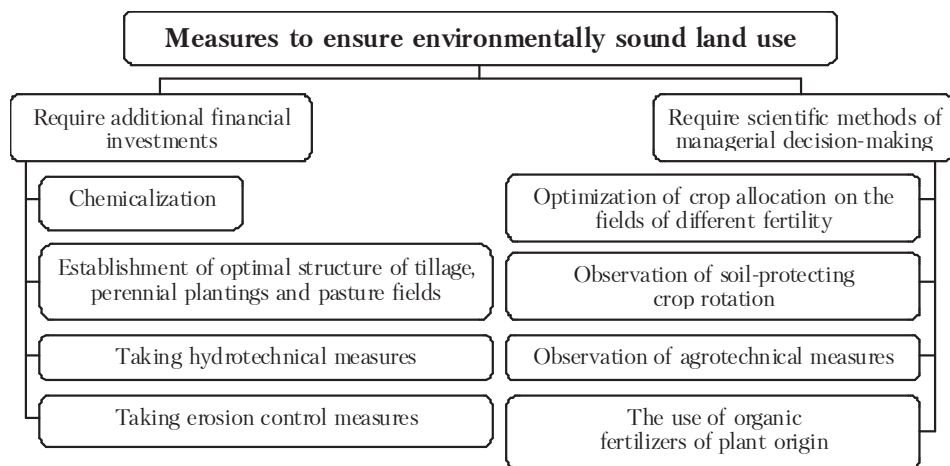 Measures to ensure environmentally sound land use
Require additional financial
investments
Chemicalization
Establishment of optimal structure of tillage,
perennial plantings and pasture fields
Taking hydrotechnical measures
Taking erosion control measures
Require scientific methods of
managerial decision-making
Optimization of crop allocation on the
fields of different fertility
Observation of soil-protecting
crop rotation
Observation of agrotechnical measures
The use of organic
fertilizers of plant origin